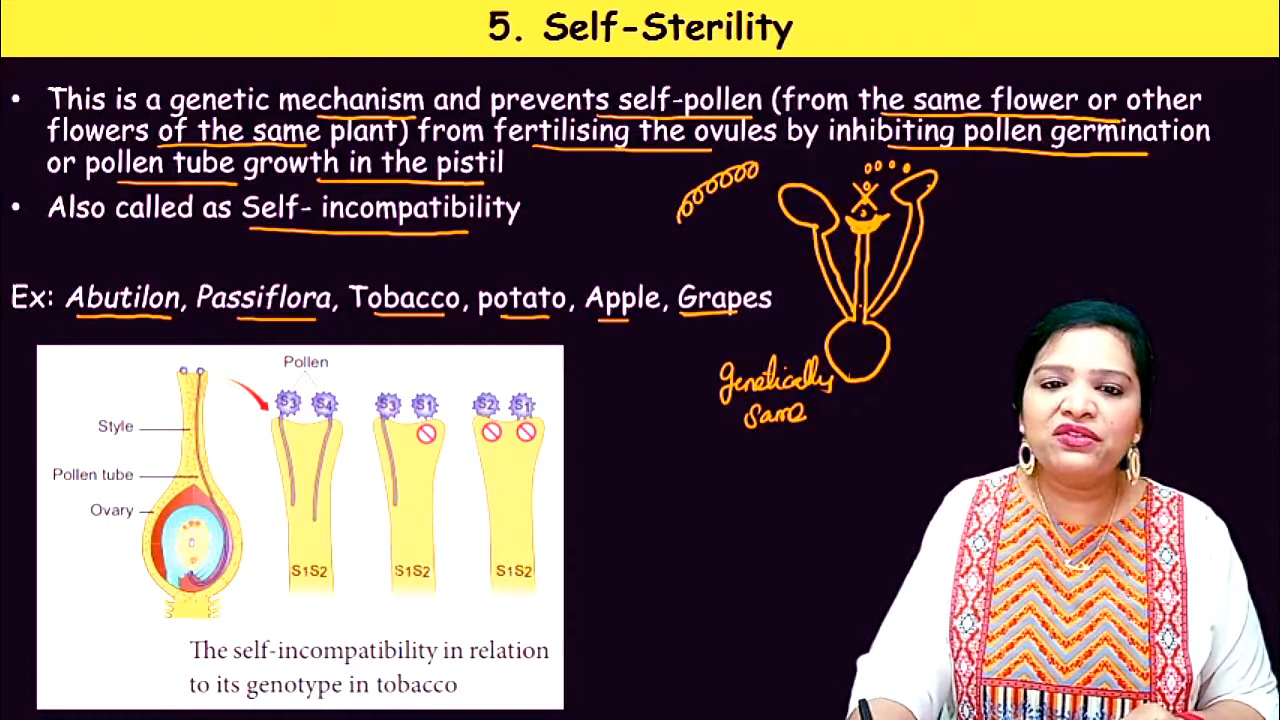 5. Self-Sterility
• This is a genetic mechanism and prevents self-pollen (from the same flower or other
flowers of the same plant) from fertilising the ovules by inhibiting pollen germination
or pollen tube growth in the pistil
• Also called as Self- incompatibility
Ex: Abutilon, Passiflora, Tobacco, potato, Apple, Grapes
genetically
same
Pollen
S3 S4 S3 S1 S2 S1
Style
Pollen tube
Ovary
S1S2 S1S2 S1S2
The self-incompatibility in relation
to its genotype in tobacco